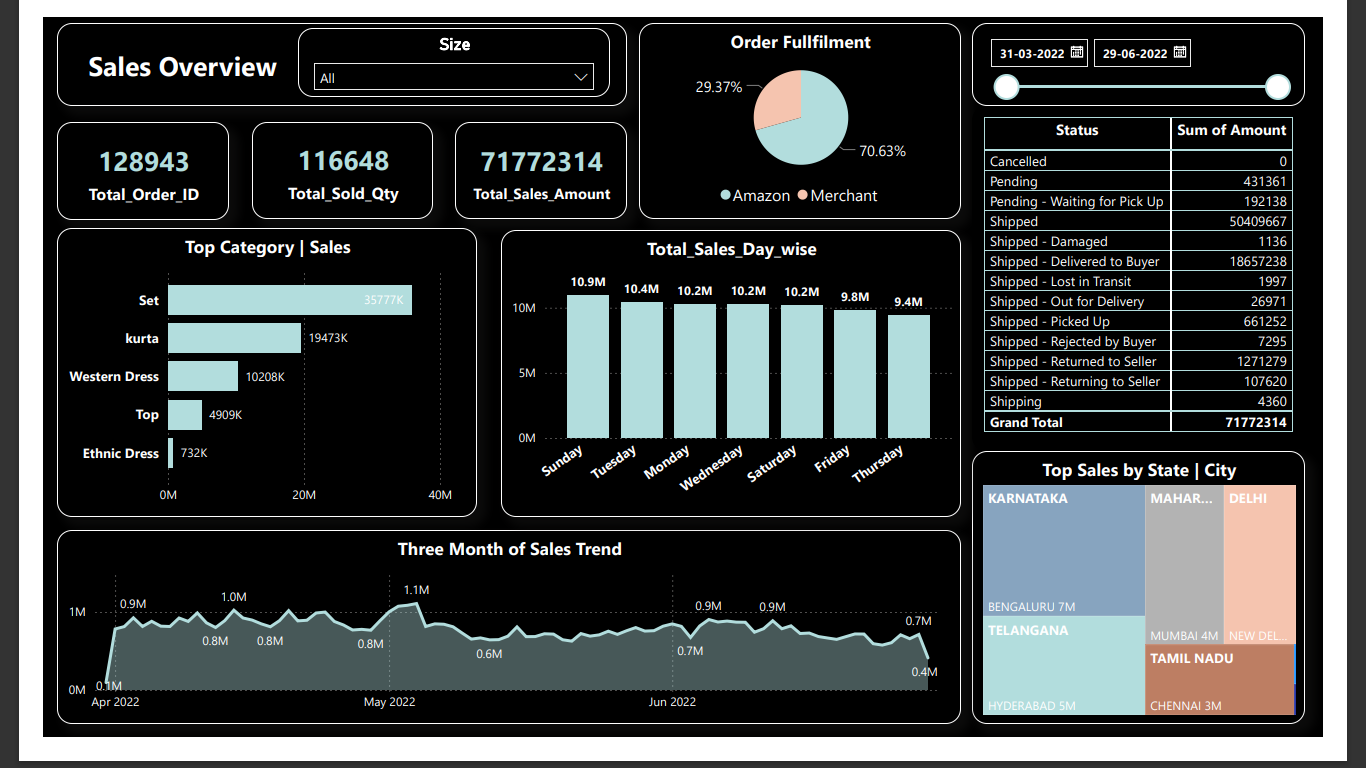 Sales Overview
Size
All
128943
Total_Order_ID
116648
Total_Sold_Qty
71772314
Total_Sales_Amount
Order Fullfilment
29.37%
70.63%
Amazon Merchant
31-03-2022 29-06-2022
Status Sum of Amount
Cancelled 0
Pending 431361
Pending - Waiting for Pick Up 192138
Shipped 50409667
Shipped - Damaged 1136
Shipped - Delivered to Buyer 18657238
Shipped - Lost in Transit 1997
Shipped - Out for Delivery 26971
Shipped - Picked Up 661252
Shipped - Rejected by Buyer 7295
Shipped - Returned to Seller 1271279
Shipped - Returning to Seller 107620
Shipping 4360
Grand Total 71772314
Top Category | Sales
Set 35777K
kurta 19473K
Western Dress 10208K
Top 4909K
Ethnic Dress 732K
0M 20M 40M
Total_Sales_Day_wise
10.9M 10.4M 10.2M 10.2M 10.2M 9.8M 9.4M
10M
5M
0M
Sunday Tuesday Monday Wednesday Saturday Friday Thursday
Three Month of Sales Trend
1M
0M
0.1M 0.9M 0.8M 1.0M 0.8M 0.8M 1.1M 0.6M 0.7M 0.9M 0.9M 0.7M 0.4M
Apr 2022 May 2022 Jun 2022
Top Sales by State | City
KARNATAKA
BENGALURU 7M
TELANGANA
HYDERABAD 5M
MAHAR...
MUMBAI 4M
DELHI
NEW DEL...
TAMIL NADU
CHENNAI 3M